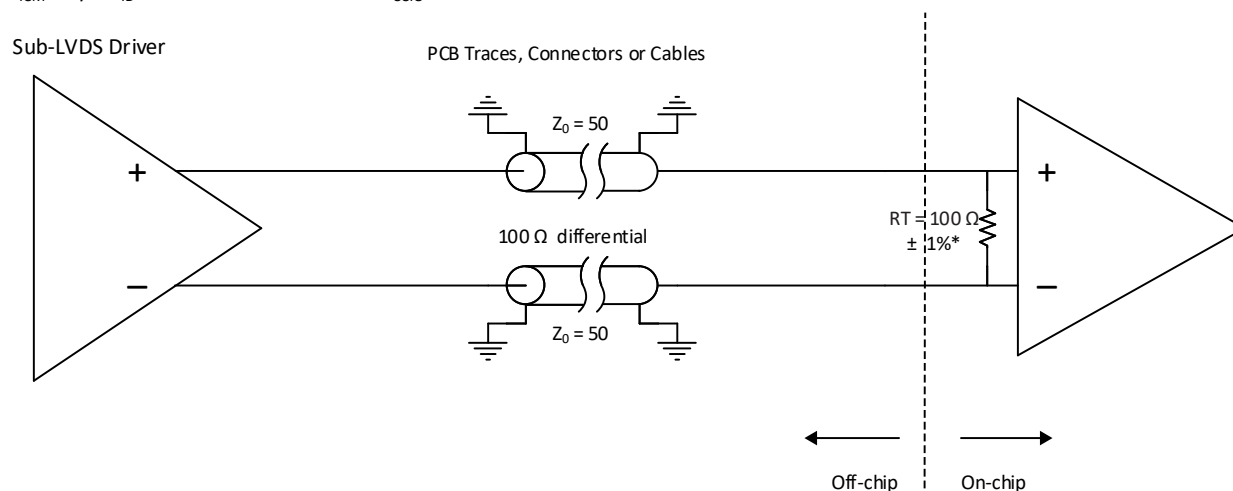 Sub-LVDS Driver
PCB Traces, Connectors or Cables
Z₀ = 50
+
+
RT = 100 Ω
± 1%*
100 Ω differential
−
−
Z₀ = 50
Off-chip
On-chip